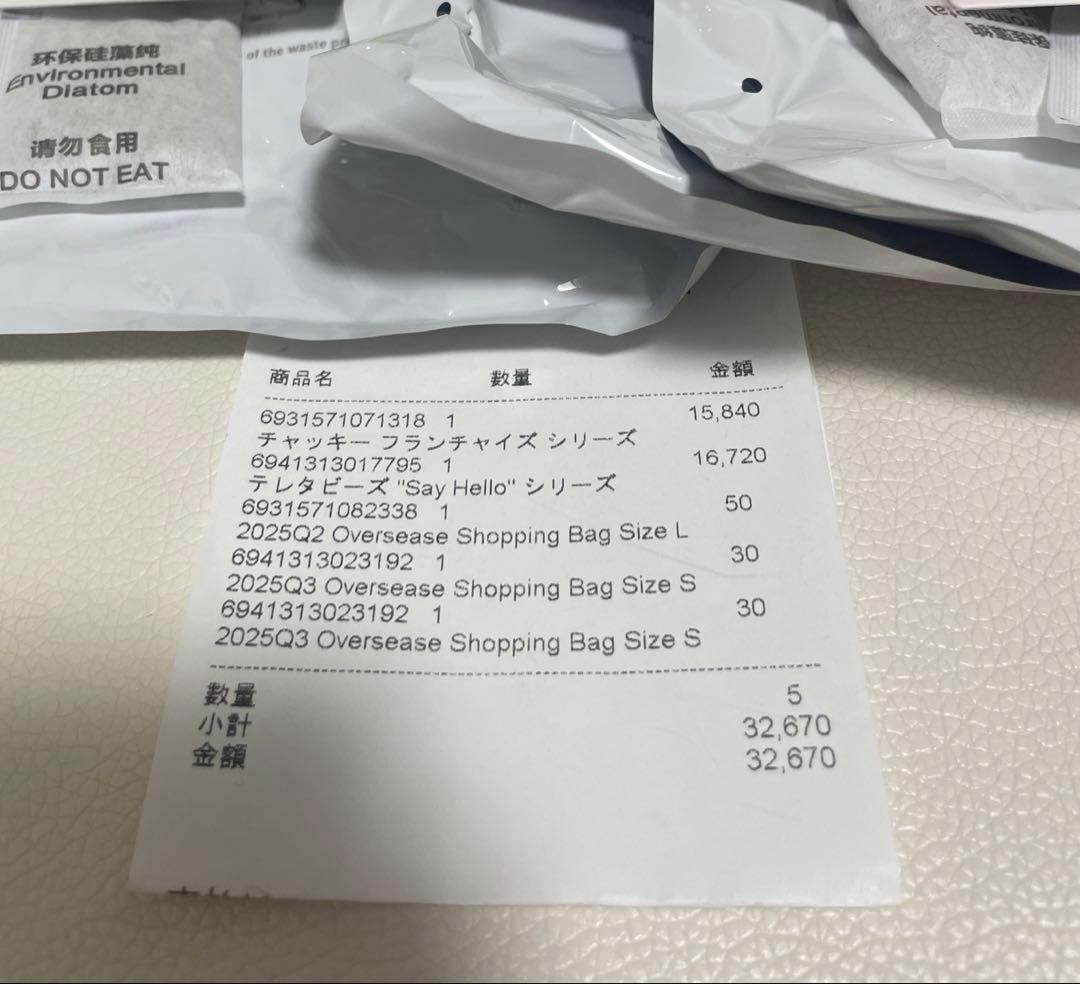 环保硅藻纯
Environmental
Diatom
请勿食用
DO NOT EAT
of the waste
商品名 数量 金額
6931571071318 1 15,840
チャッキー フランチャイズ シリーズ
6941313017795 1 16,720
テレタビーズ "Say Hello" シリーズ
6931571082338 1 50
2025Q2 Oversease Shopping Bag Size L
6941313023192 1 30
2025Q3 Oversease Shopping Bag Size S
6941313023192 1 30
2025Q3 Oversease Shopping Bag Size S
数量 5
小計 32,670
金額 32,670